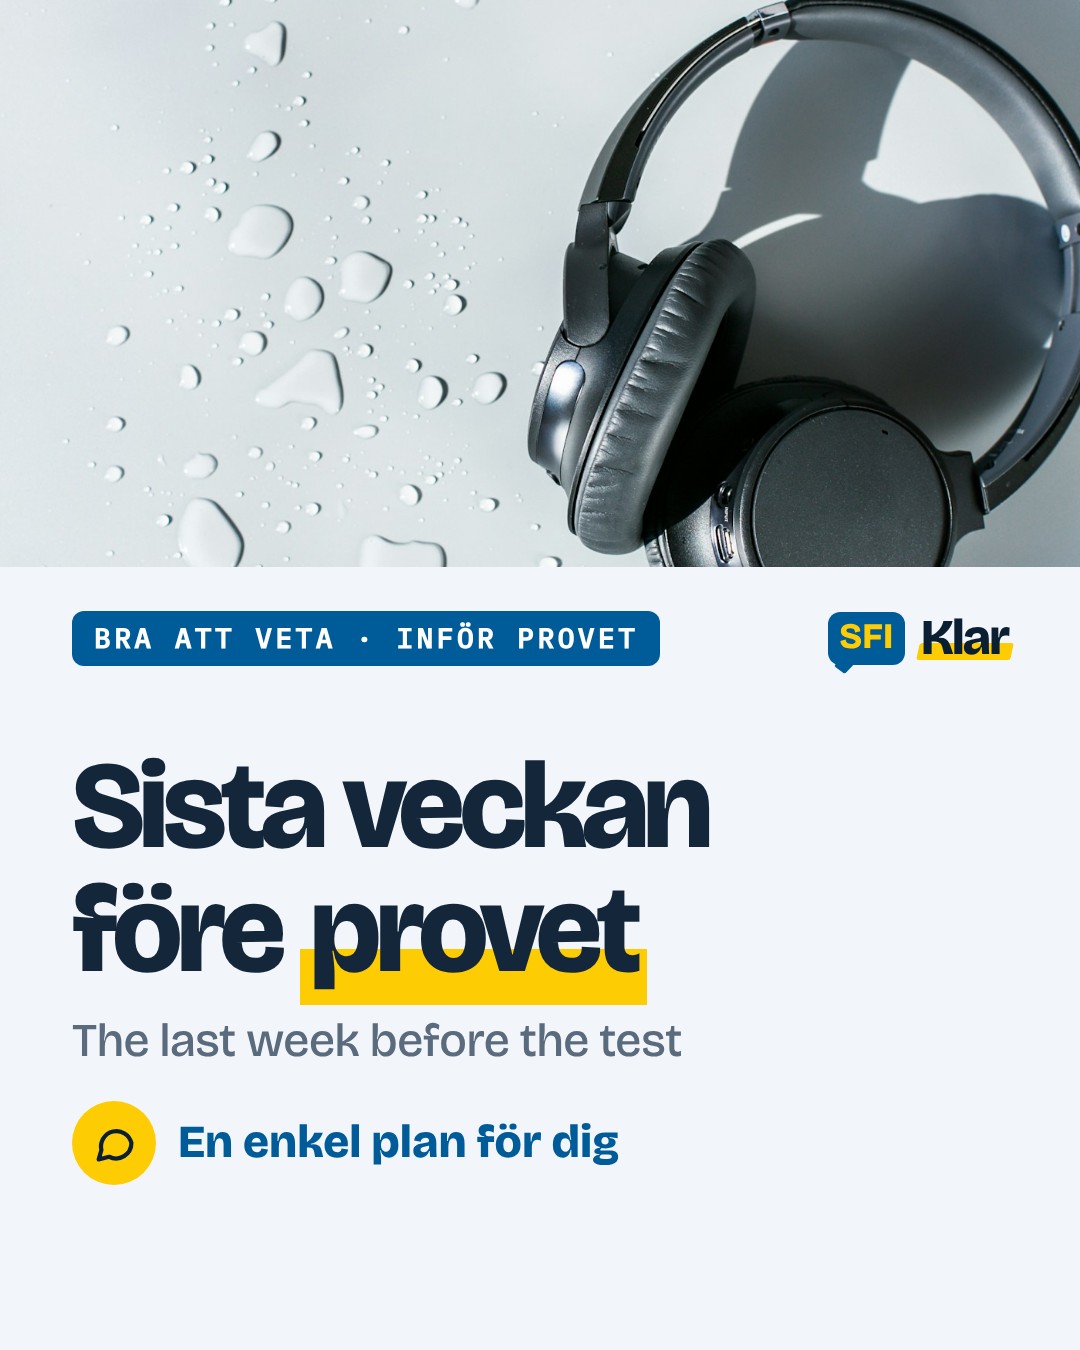 BRA ATT VETA · INFÖR PROVET
SFI Klar
Sista veckan
före provet
The last week before the test
En enkel plan för dig